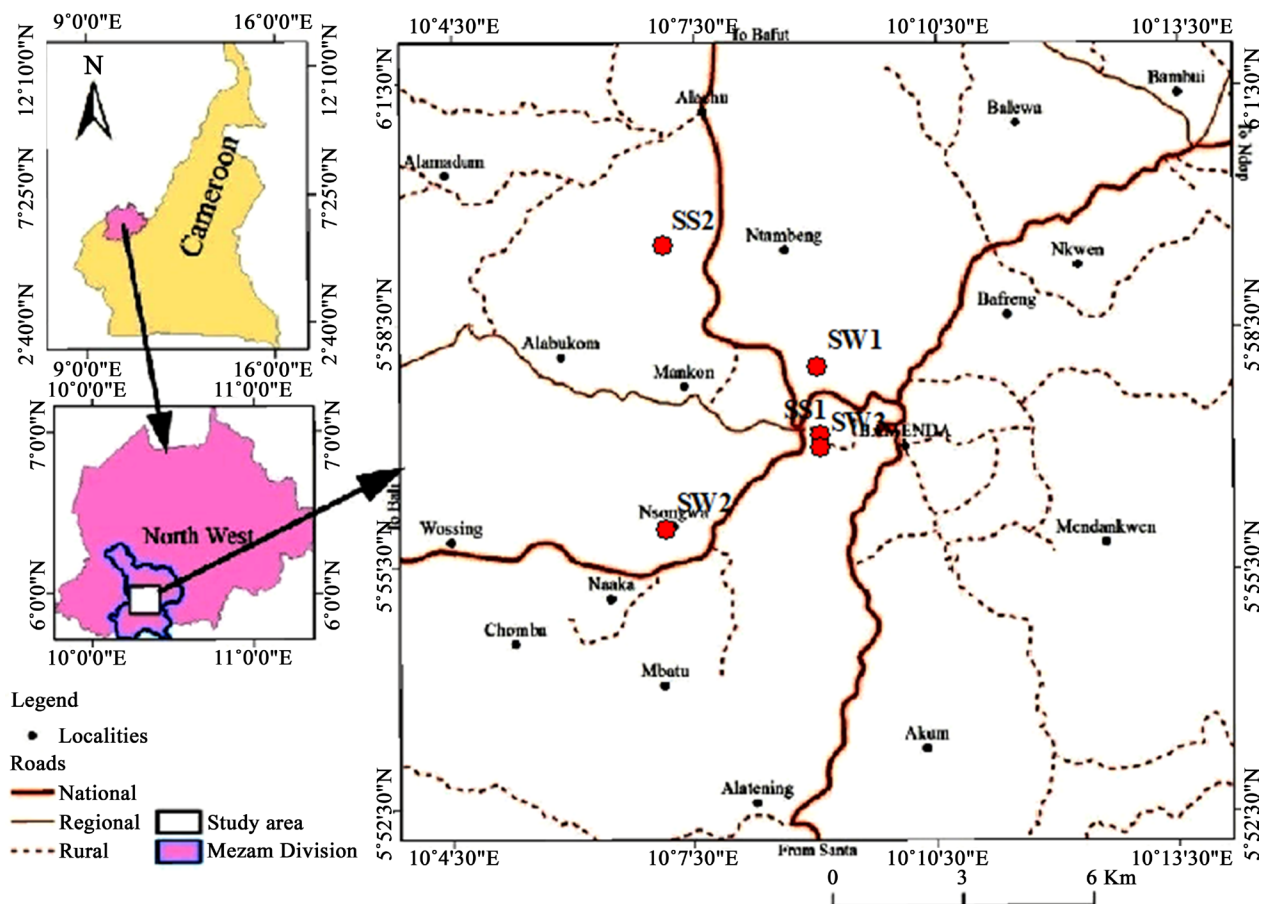 9°0'0"E 16°0'0"E
N
12°10'0"N 12°10'0"N
7°25'0"N 7°25'0"N
2°40'0"N 2°40'0"N
Cameroon
9°0'0"E 16°0'0"E
10°0'0"E 11°0'0"E
7°0'0"N 7°0'0"N
North West
6°0'0"N 6°0'0"N
10°0'0"E 11°0'0"E
Legend
Localities
Roads
National
Regional
Rural
Study area
Mezam Division
10°4'30"E 10°7'30"E 10°10'30"E 10°13'30"E
To Bafut
6°1'30"N 6°1'30"N
Bambui
Balewa
To Ndop
Alamadum
SS2
Ntambeng
Nkwen
Bafreng
5°58'30"N 5°58'30"N
Alabukom
SW1
Mankon
SS1
SW3
BAMENDA
To Bali
SW2
Nsongwa
Wossing
Mendankwen
5°55'30"N 5°55'30"N
Naaka
Chomba
Mbatu
Akum
Alatening
5°52'30"N 5°52'30"N
From Santa
10°4'30"E 10°7'30"E 10°10'30"E 10°13'30"E
0 3 6 Km